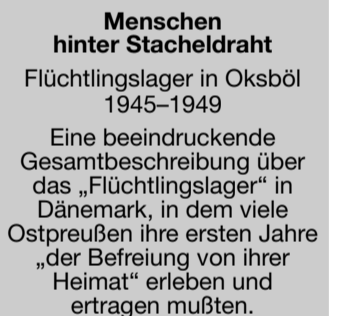 Menschen
hinter Stacheldraht
Flüchtlingslager in Oksböl
1945–1949
Eine beeindruckende
Gesamtbeschreibung über
das „Flüchtlingslager“ in
Dänemark, in dem viele
Ostpreußen ihre ersten Jahre
„der Befreiung von ihrer
Heimat“ erleben und
ertragen mußten.